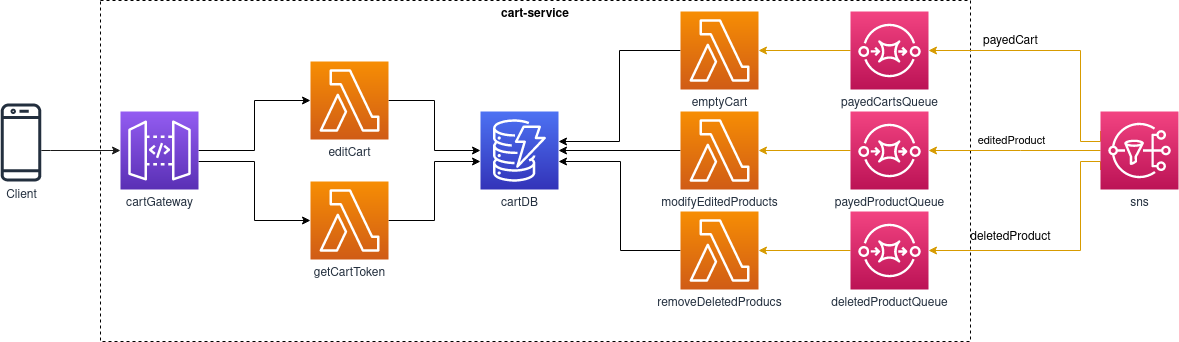 cart-service
payedCart
emptyCart
payedCartsQueue
editCart
editedProduct
Client
cartGateway
cartDB
modifyEditedProducts
payedProductQueue
sns
deletedProduct
getCartToken
removeDeletedProducs
deletedProductQueue